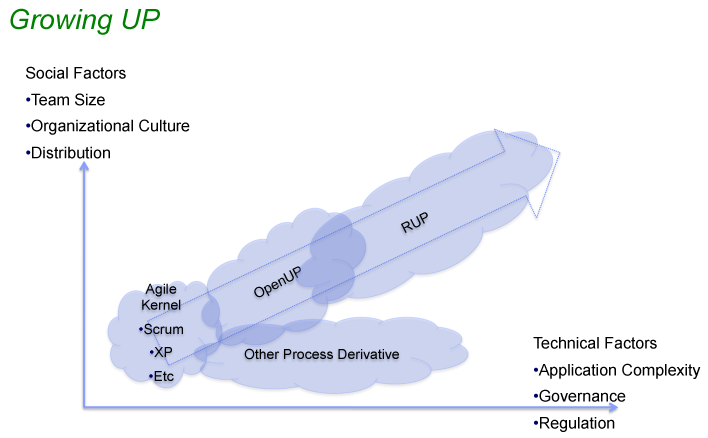 Growing UP
Social Factors
•Team Size
•Organizational Culture
•Distribution
RUP
OpenUP
Agile
Kernel
•Scrum
•XP
•Etc
Other Process Derivative
Technical Factors
•Application Complexity
•Governance
•Regulation